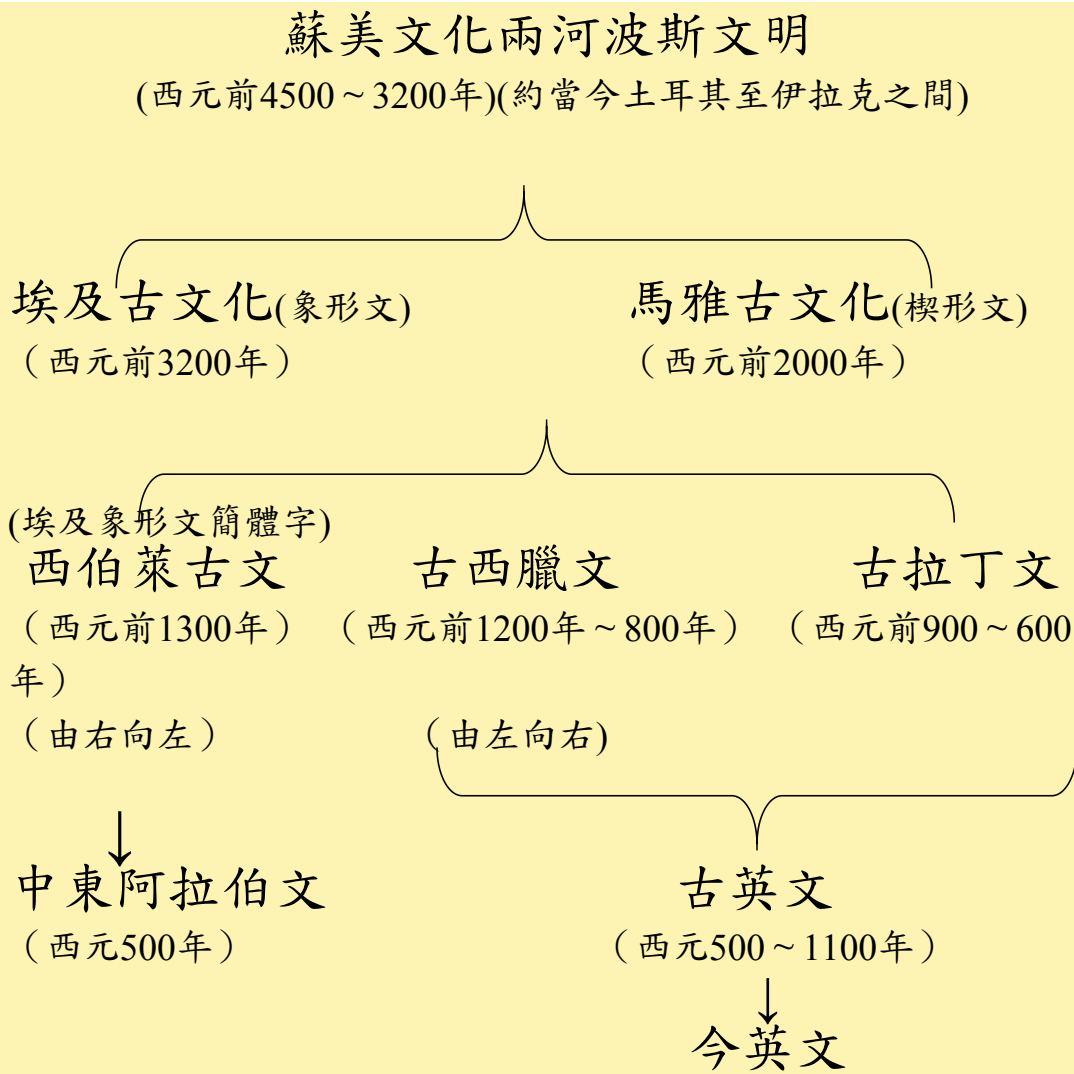 蘇美文化兩河波斯文明
(西元前4500～3200年)(約當今土耳其至伊拉克之間)
埃及古文化(象形文) 馬雅古文化(楔形文)
（西元前3200年） （西元前2000年）
(埃及象形文簡體字)
西伯萊古文 古西臘文 古拉丁文
（西元前1300年）（西元前1200年～800年）（西元前900～600
年）
（由右向左） （由左向右)
↓
中東阿拉伯文 古英文
（西元500年） （西元500～1100年）
↓
今英文